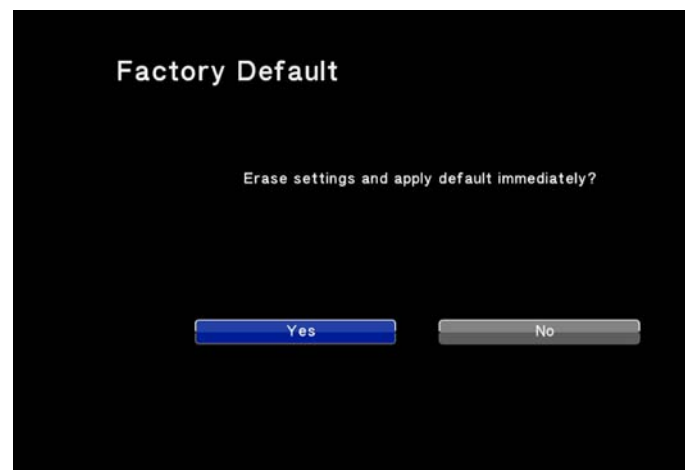 Factory Default
Erase settings and apply default immediately?
Yes
No